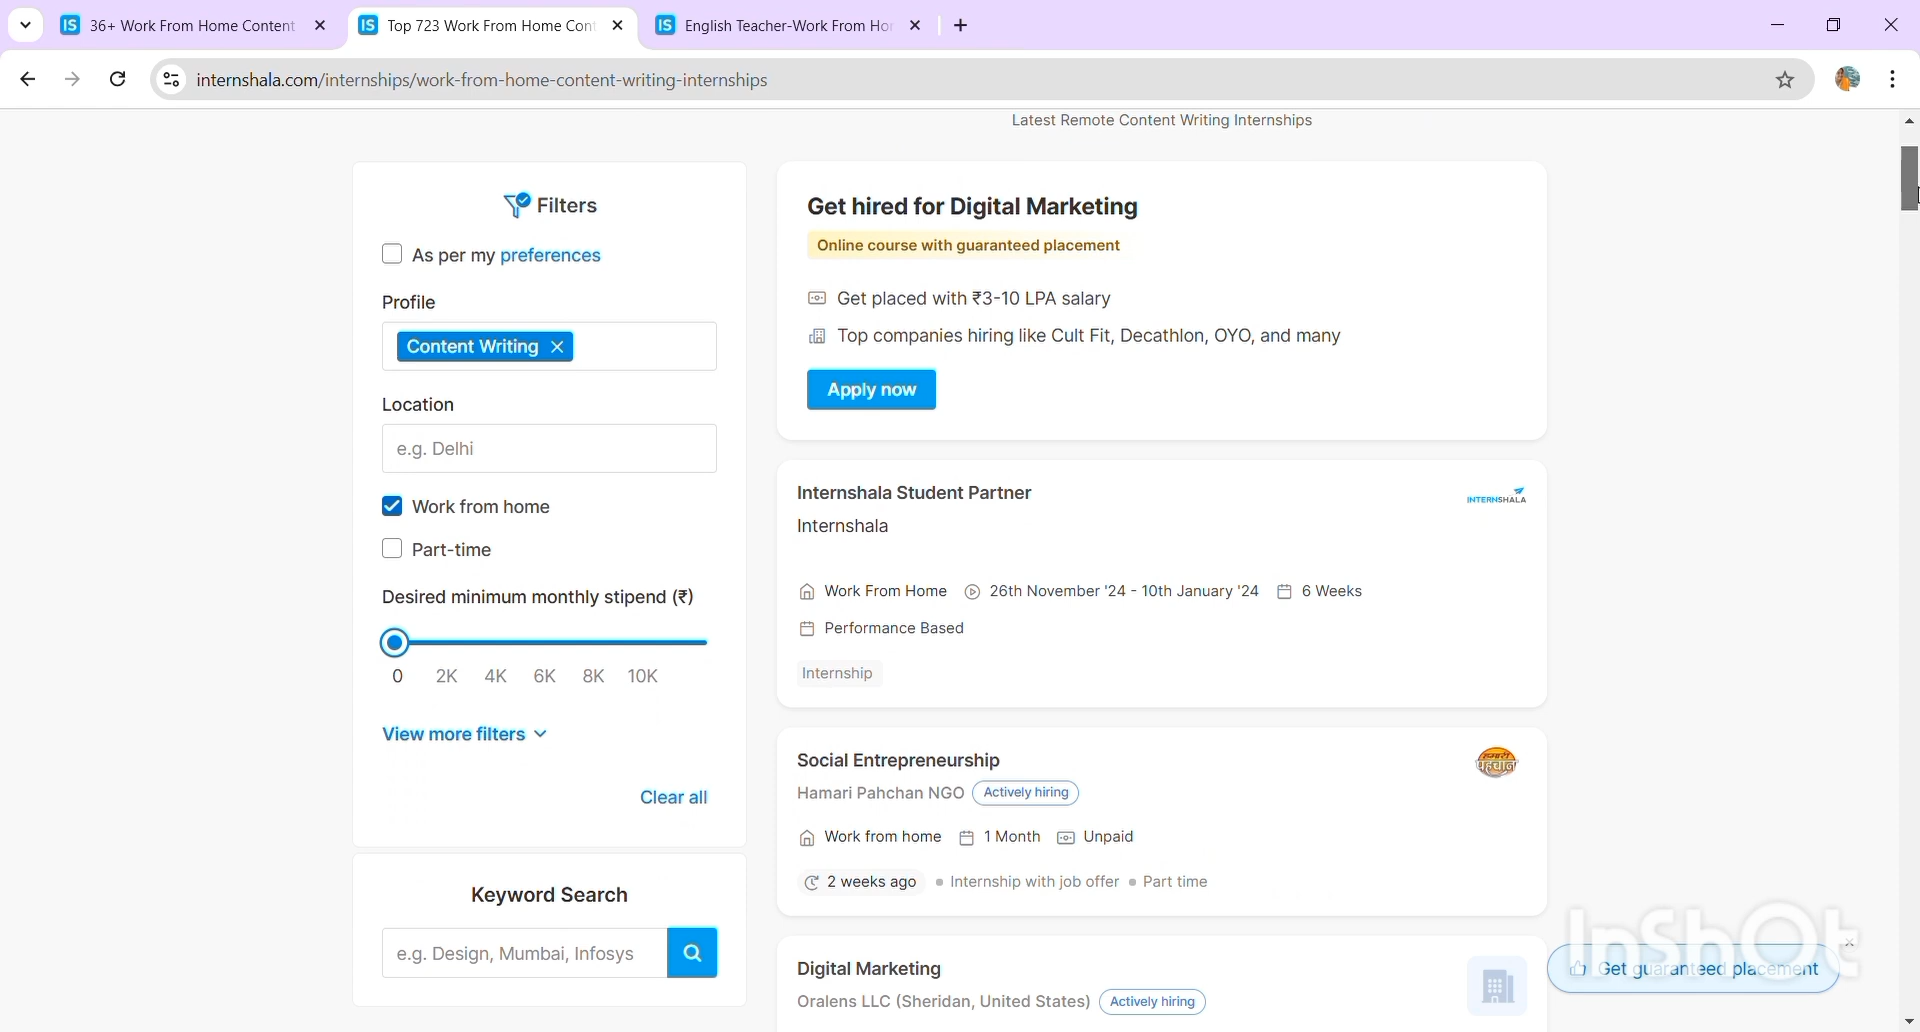 36+ Work From Home Content
Top 723 Work From Home Cont
English Teacher-Work From Hor
internshala.com/internships/work-from-home-content-writing-internships
Latest Remote Content Writing Internships
Filters
As per my preferences
Profile
Content Writing
Location
e.g. Delhi
Work from home
Part-time
Desired minimum monthly stipend (₹)
0 2K 4K 6K 8K 10K
View more filters
Clear all
Keyword Search
e.g. Design, Mumbai, Infosys
Get hired for Digital Marketing
Online course with guaranteed placement
Get placed with ₹3-10 LPA salary
Top companies hiring like Cult Fit, Decathlon, OYO, and many
Apply now
Internshala Student Partner
INTERNSHALA
Internshala
Work From Home 26th November '24 - 10th January '24 6 Weeks
Performance Based
Internship
Social Entrepreneurship
हमारी
पहचान
Hamari Pahchan NGO Actively hiring
Work from home 1 Month Unpaid
2 weeks ago Internship with job offer Part time
Digital Marketing
Oralens LLC (Sheridan, United States) Actively hiring
Get guaranteed placement
InShOt